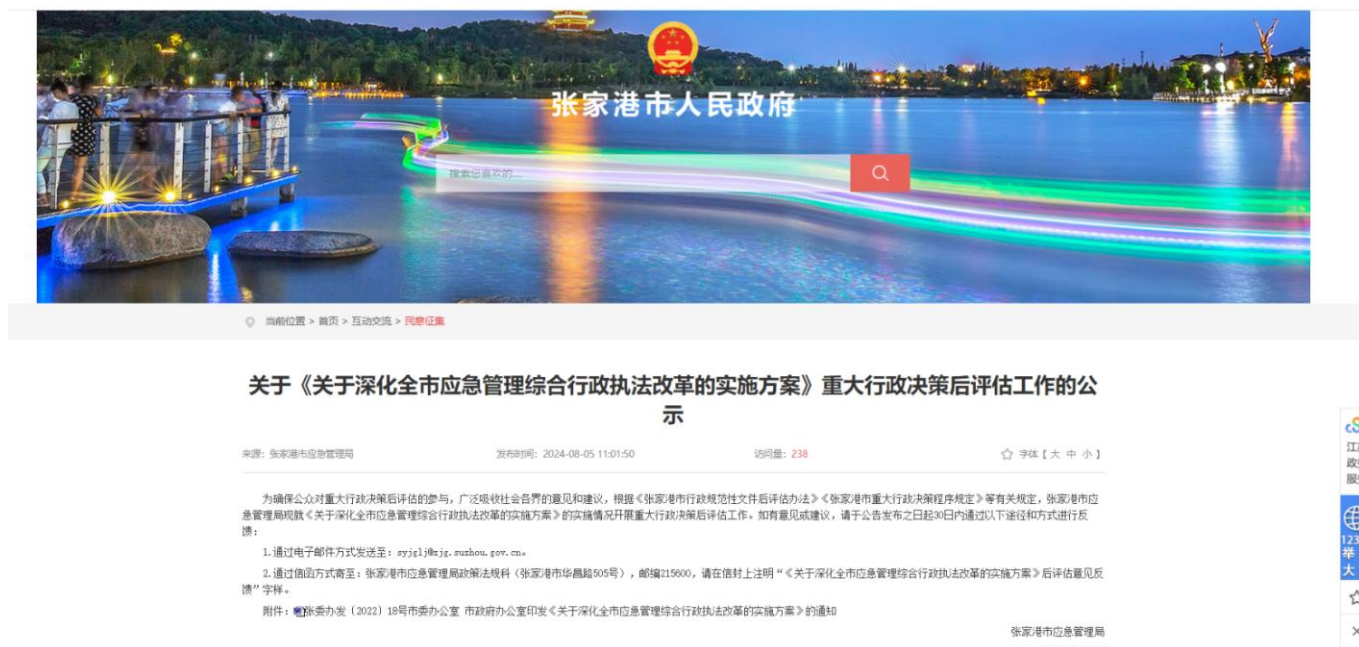 张家港市人民政府
搜索您喜欢的...
当前位置 > 首页 > 互动交流 > 民意征集
关于《关于深化全市应急管理综合行政执法改革的实施方案》重大行政决策后评估工作的公
示
来源：张家港市应急管理局 发布时间：2024-08-05 11:01:50 访问量：238 字体【 大 中 小 】
为确保公众对重大行政决策后评估的参与，广泛吸收社会各界的意见和建议，根据《张家港市行政规范性文件后评估办法》《张家港市重大行政决策程序规定》等有关规定，张家港市应
急管理局现就《关于深化全市应急管理综合行政执法改革的实施方案》的实施情况开展重大行政决策后评估工作。如有意见或建议，请于公告发布之日起30日内通过以下途径和方式进行反
馈：
1.通过电子邮件方式发送至：syjglj@zjg.suzhou.gov.cn。
2.通过信函方式寄至：张家港市应急管理局政策法规科（张家港市华昌路505号），邮编215600，请在信封上注明“《关于深化全市应急管理综合行政执法改革的实施方案》后评估意见反
馈”字样。
附件：张委办发〔2022〕18号市委办公室 市政府办公室印发《关于深化全市应急管理综合行政执法改革的实施方案》的通知
张家港市应急管理局
123
举
大